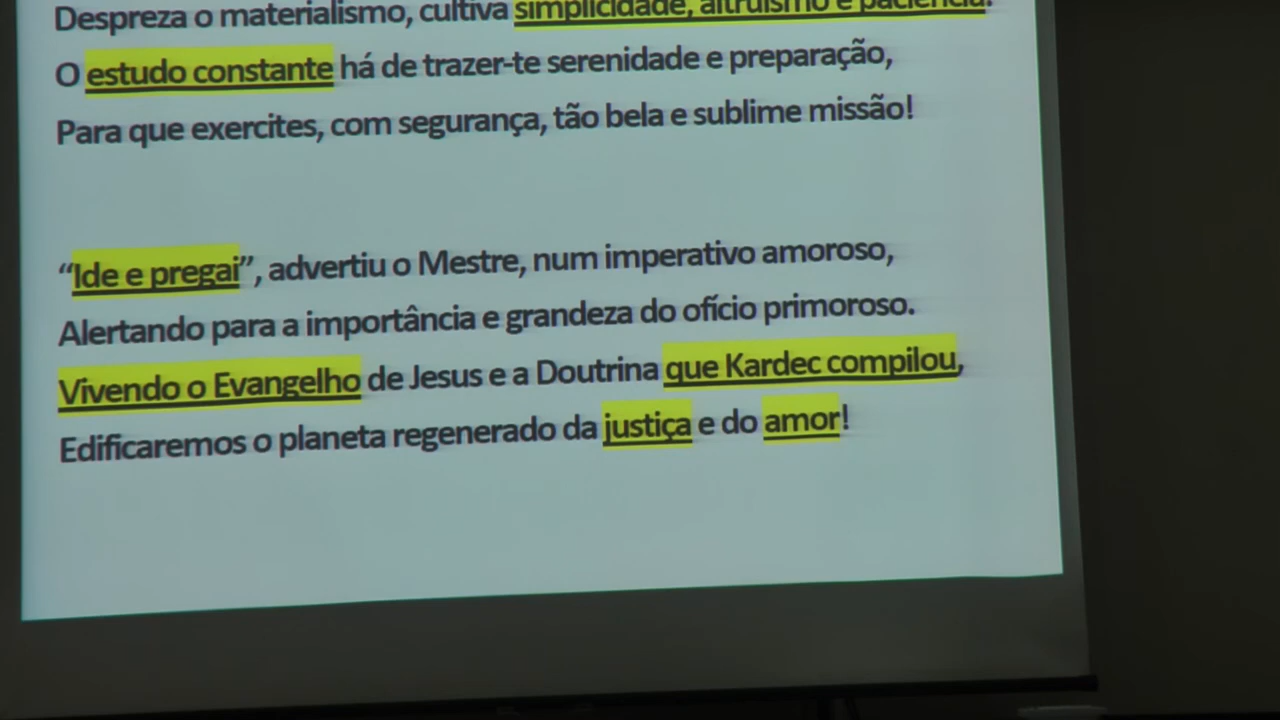 Despreza o materialismo, cultiva simplicidade, altruísmo e paciência!
O estudo constante há de trazer-te serenidade e preparação,
Para que exercites, com segurança, tão bela e sublime missão!
“Ide e pregai”, advertiu o Mestre, num imperativo amoroso,
Alertando para a importância e grandeza do ofício primoroso.
Vivendo o Evangelho de Jesus e a Doutrina que Kardec compilou,
Edificaremos o planeta regenerado da justiça e do amor!